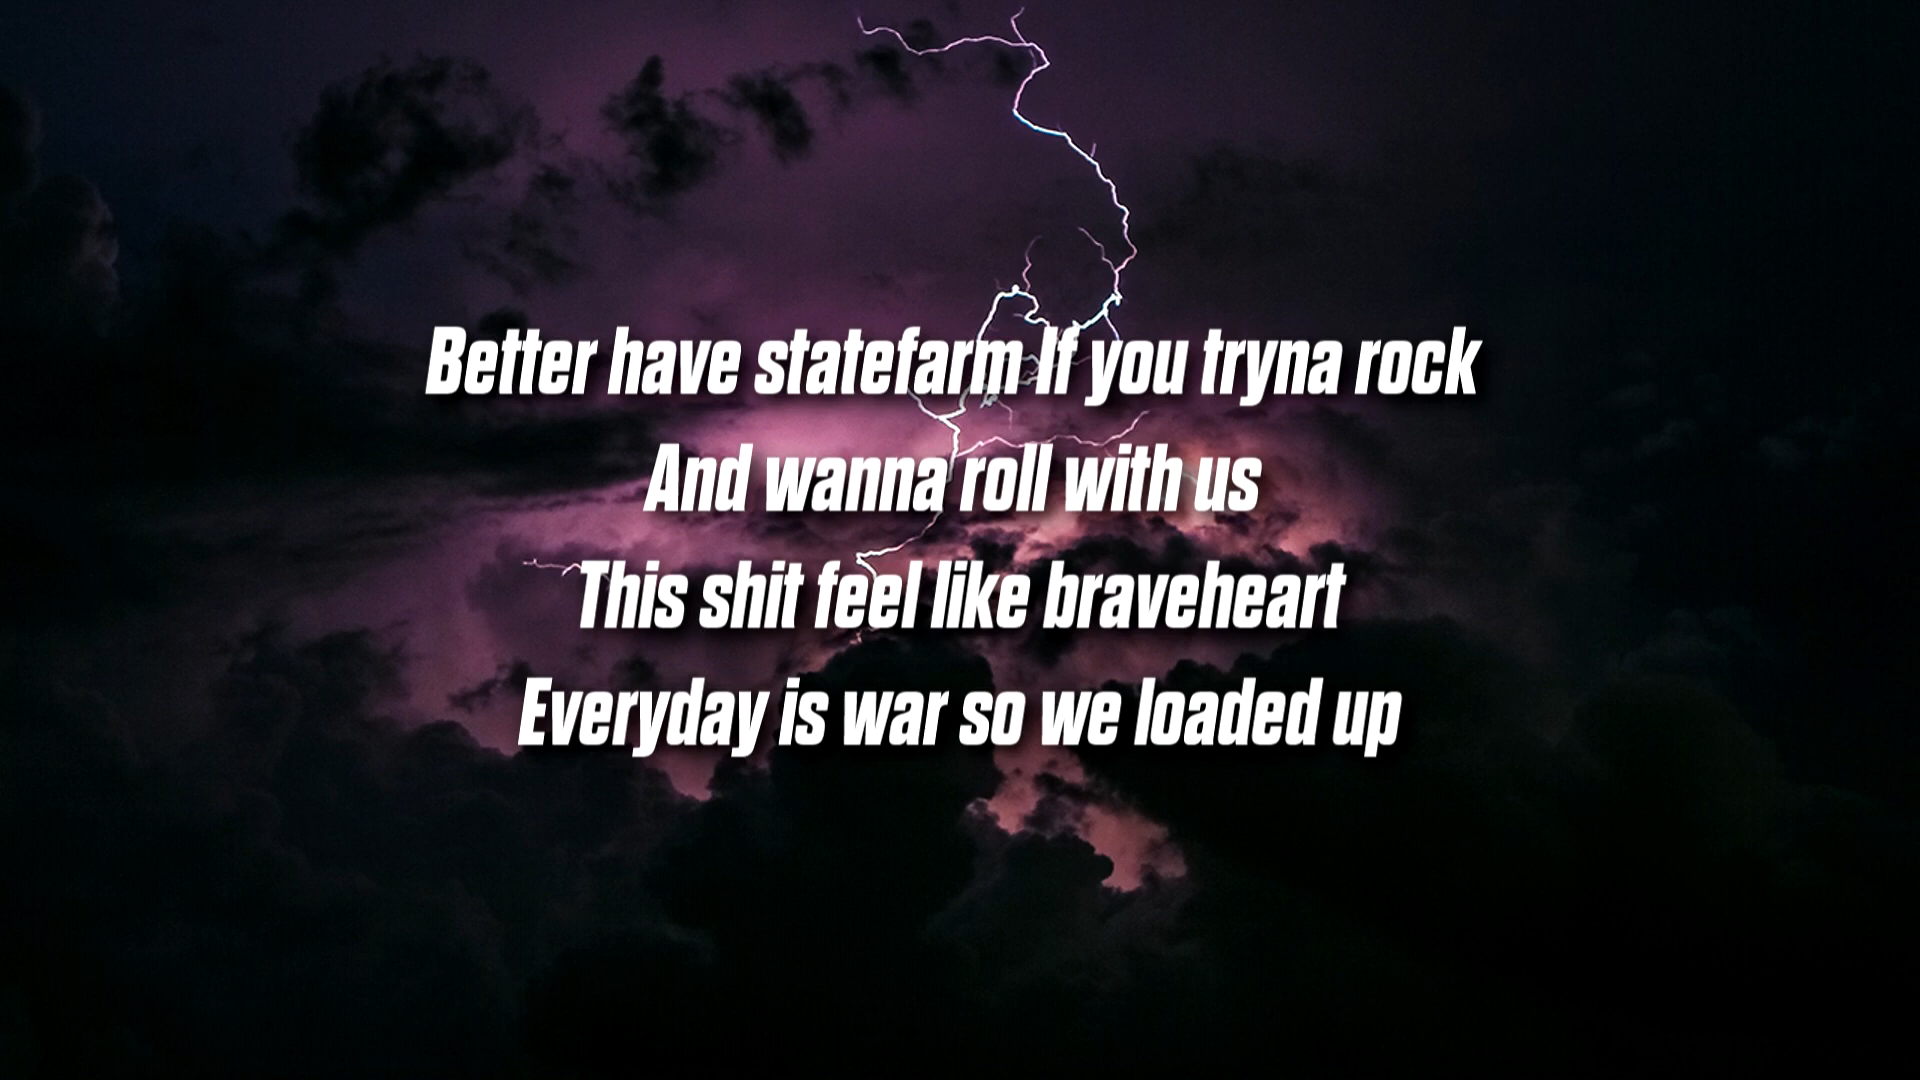 Better have statefarm If you tryna rock
And wanna roll with us
This shit feel like braveheart
Everyday is war so we loaded up